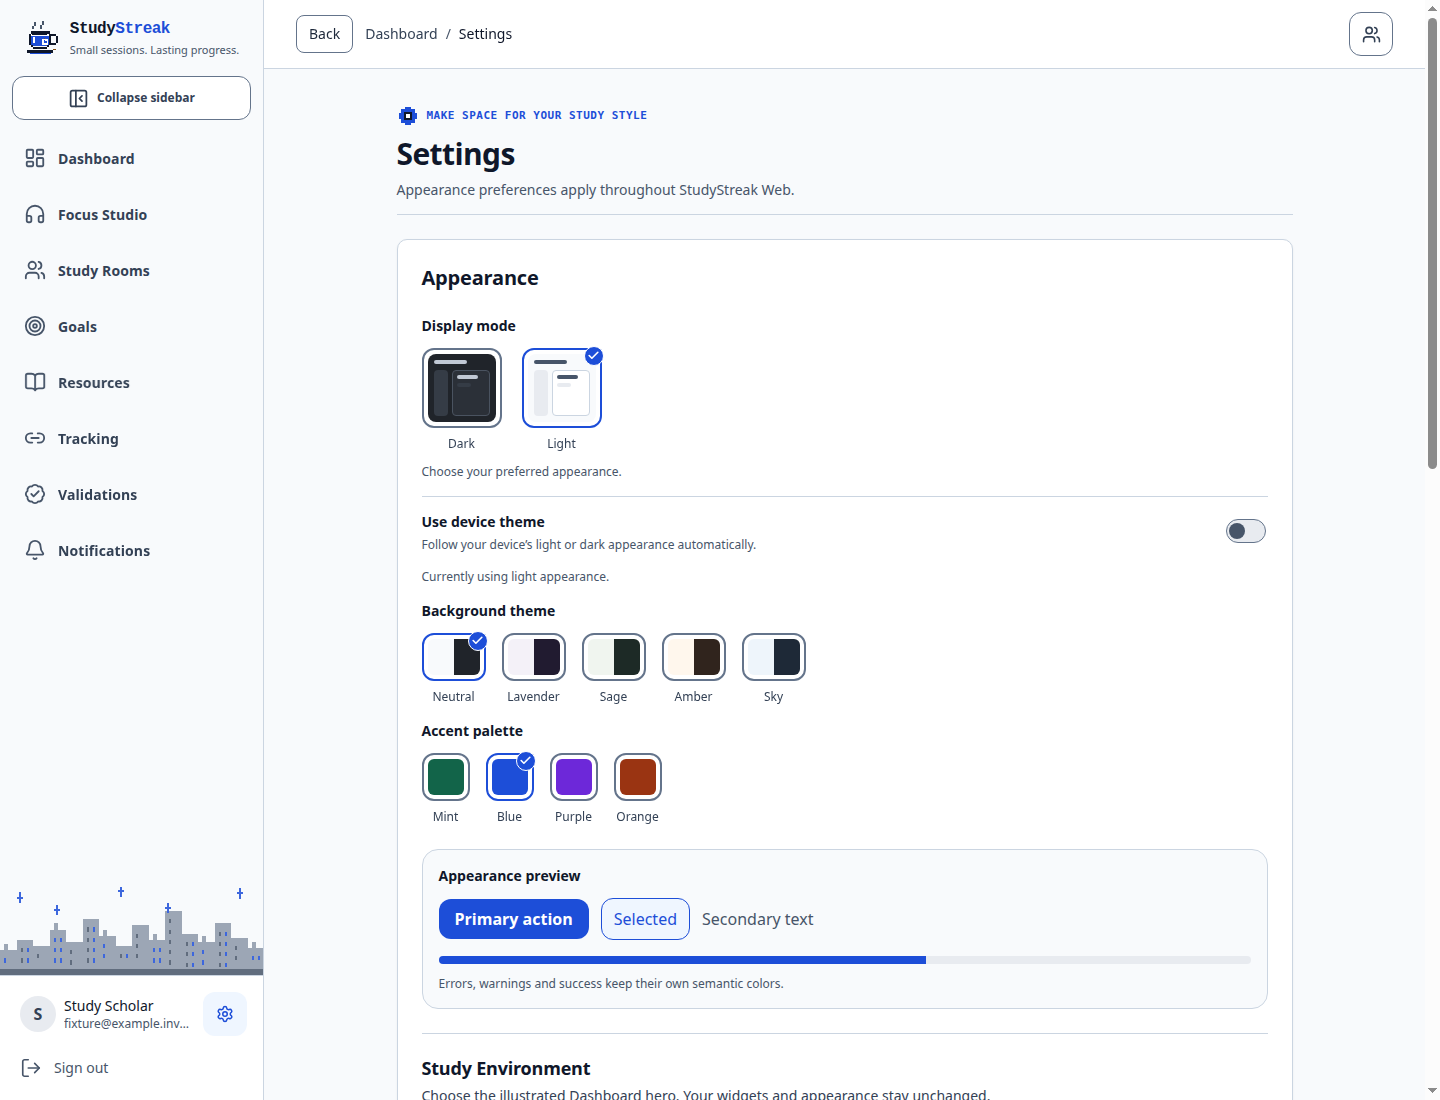 StudyStreak
Small sessions. Lasting progress.
Collapse sidebar
Dashboard
Focus Studio
Study Rooms
Goals
Resources
Tracking
Validations
Notifications
S
Study Scholar
fixture@example.inv...
Sign out
Back
Dashboard / Settings
MAKE SPACE FOR YOUR STUDY STYLE
Settings
Appearance preferences apply throughout StudyStreak Web.
Appearance
Display mode
Dark
Light
Choose your preferred appearance.
Use device theme
Follow your device’s light or dark appearance automatically.
Currently using light appearance.
Background theme
Neutral
Lavender
Sage
Amber
Sky
Accent palette
Mint
Blue
Purple
Orange
Appearance preview
Primary action
Selected
Secondary text
Errors, warnings and success keep their own semantic colors.
Study Environment
Choose the illustrated Dashboard hero. Your widgets and appearance stay unchanged.